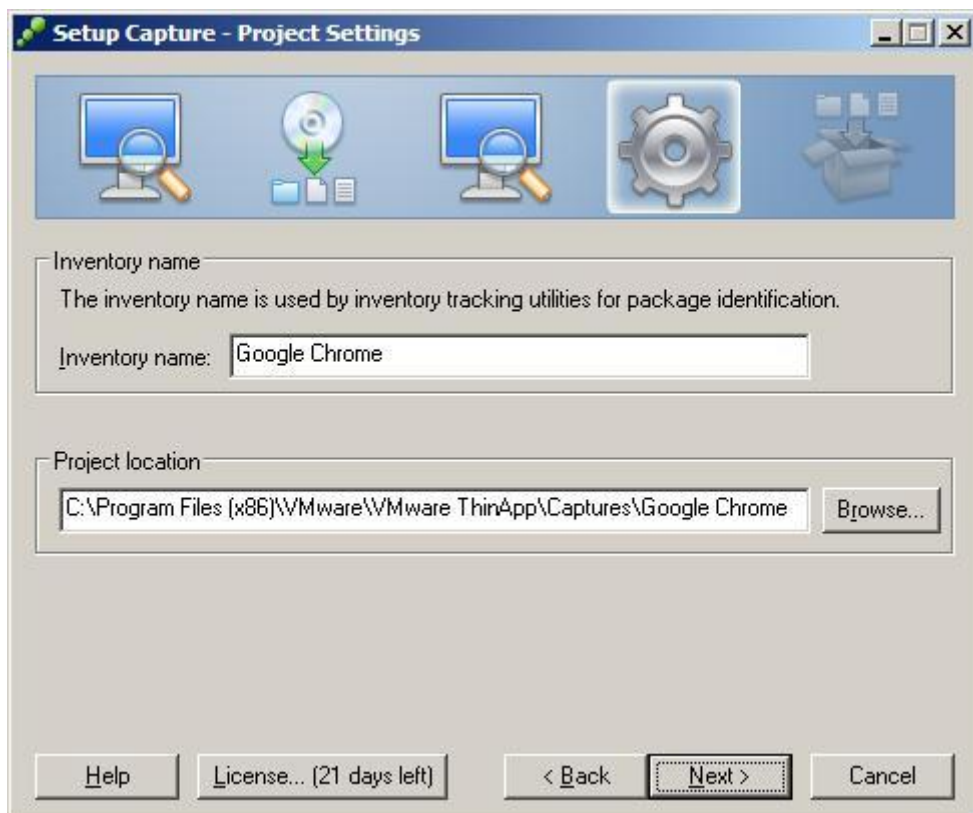 Setup Capture - Project Settings
Inventory name
The inventory name is used by inventory tracking utilities for package identification.
Inventory name: Google Chrome
Project location
C:\Program Files (x86)\VMware\VMware ThinApp\Captures\Google Chrome Browse...
Help License... (21 days left) < Back Next > Cancel